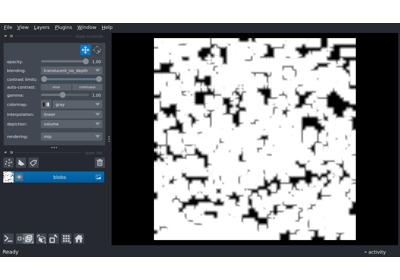 File View Layers Plugins Window Help
opacity: 1.00
blending: translucent_no_depth
contrast limits:
auto-contrast: once continuous
gamma: 1.00
colormap: gray
interpolation: linear
depiction: volume
rendering: mip
blobs
Ready
activity